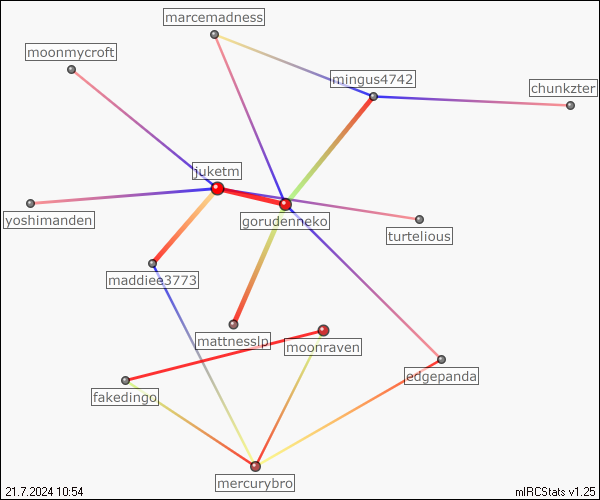 marcemadness
moonmycroft
mingus4742
chunkzter
juketm
yoshimanden
gorudenneko
turtelious
maddiee3773
mattnesslp
moonraven
edgepanda
fakedingo
mercurybro
21.7.2024 10:54
mIRCStats v1.25